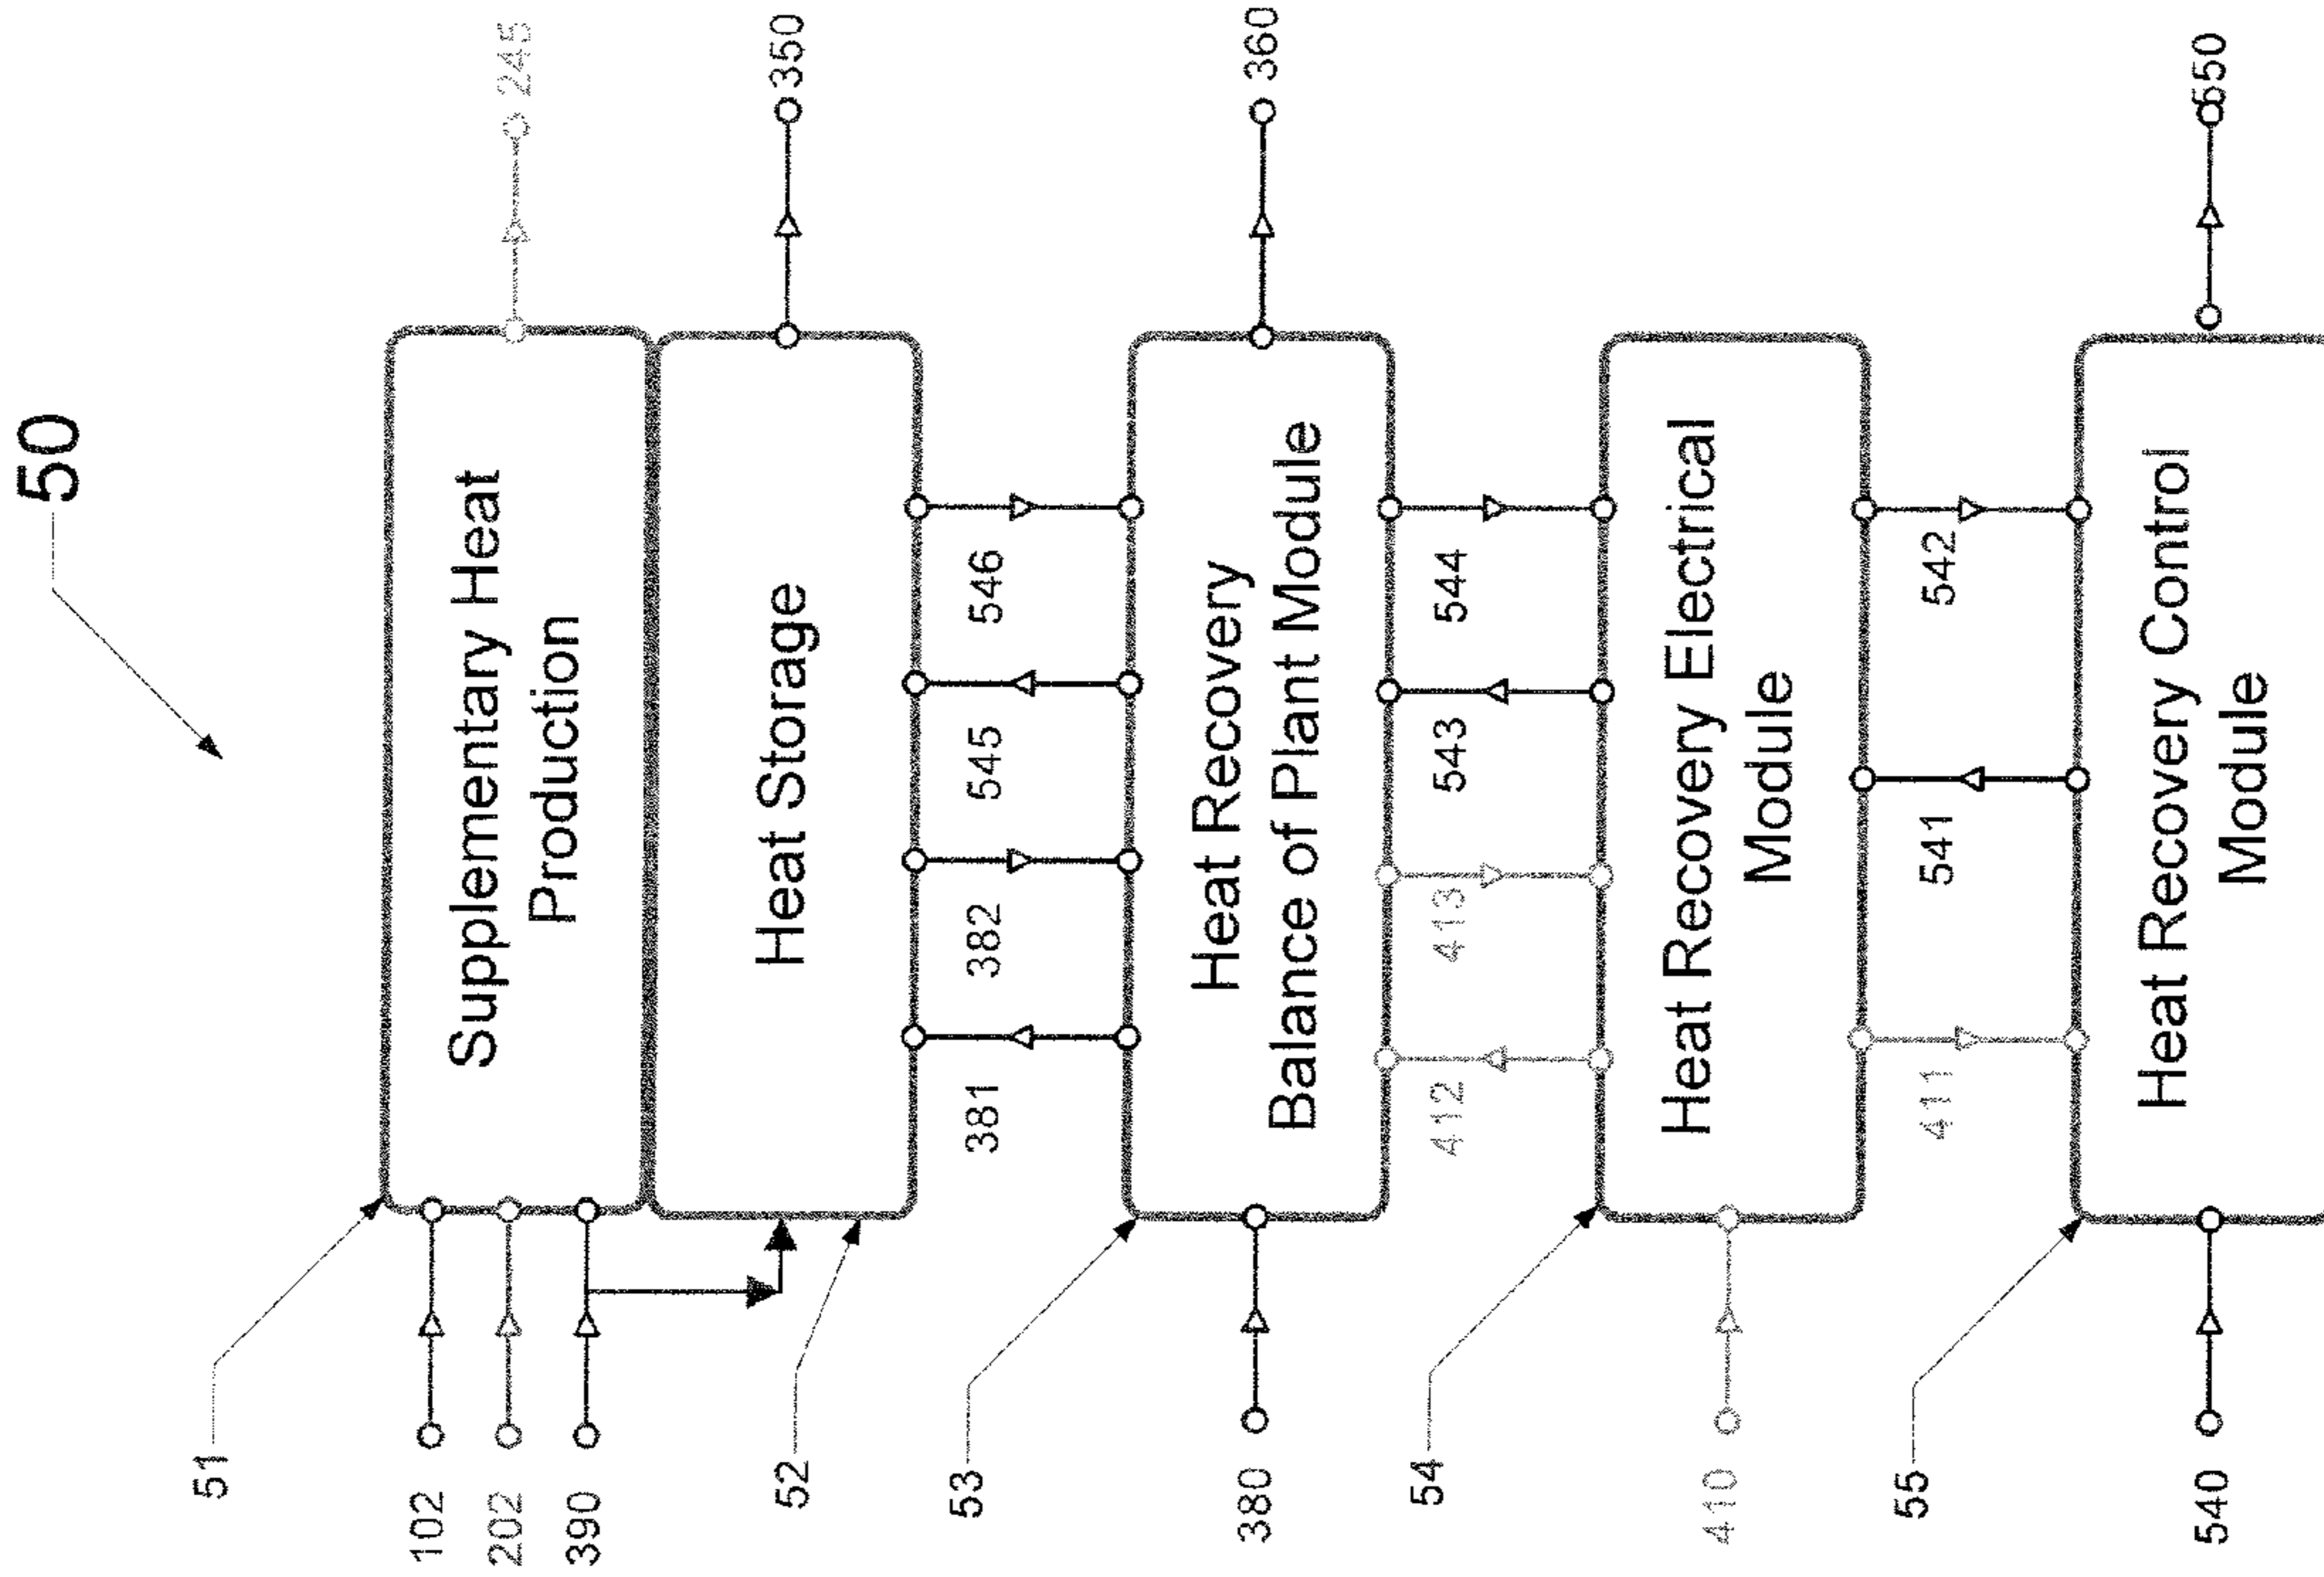 50
51
102
202
390
Supplementary Heat
Production
245
52
Heat Storage
350
381
382
545
546
53
380
Heat Recovery
Balance of Plant Module
360
412
413
543
544
54
410
Heat Recovery Electrical
Module
411
541
542
55
540
Heat Recovery Control
Module